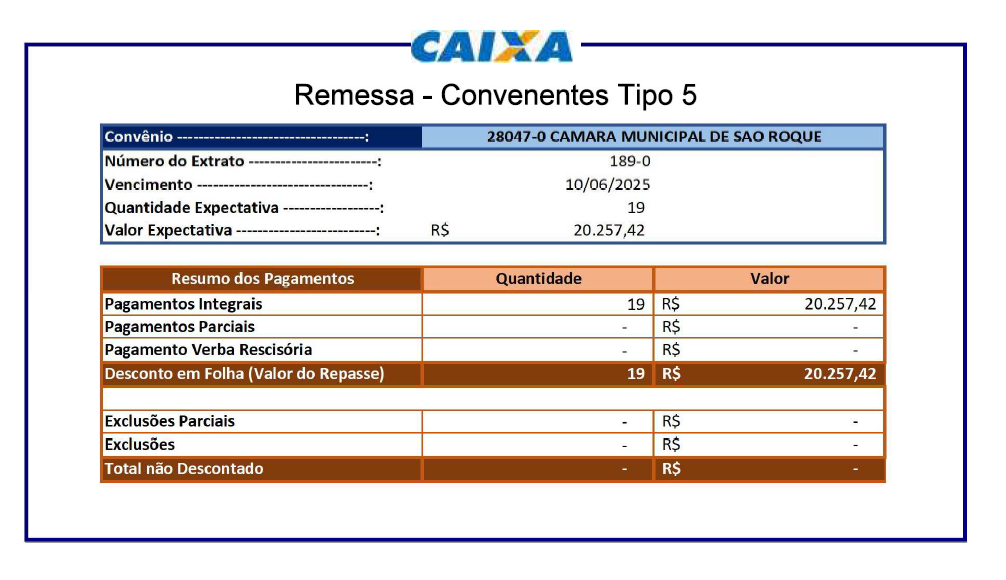 CAIXA
Remessa - Convenentes Tipo 5
Convênio -----------------------------------: 28047-0 CAMARA MUNICIPAL DE SAO ROQUE
Número do Extrato ------------------------: 189-0
Vencimento --------------------------------: 10/06/2025
Quantidade Expectativa ------------------: 19
Valor Expectativa --------------------------: R$ 20.257,42
Resumo dos Pagamentos Quantidade Valor
Pagamentos Integrais 19 R$ 20.257,42
Pagamentos Parciais - R$ -
Pagamento Verba Rescisória - R$ -
Desconto em Folha (Valor do Repasse) 19 R$ 20.257,42
Exclusões Parciais - R$ -
Exclusões - R$ -
Total não Descontado - R$ -